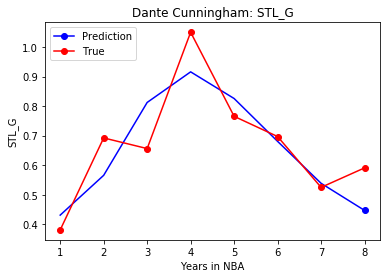 Dante Cunningham: STL_G
Prediction
True
1.0
0.9
0.8
0.7
0.6
0.5
0.4
STL_G
1 2 3 4 5 6 7 8
Years in NBA